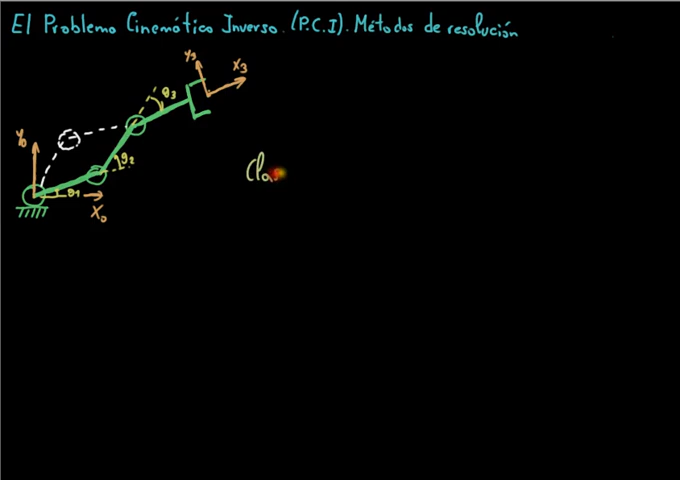 El Problema Cinemático Inverso. (P.C.I). Métodos de resolución
Y3
X3
θ3
Y0
θ2
θ1
X0
Cla